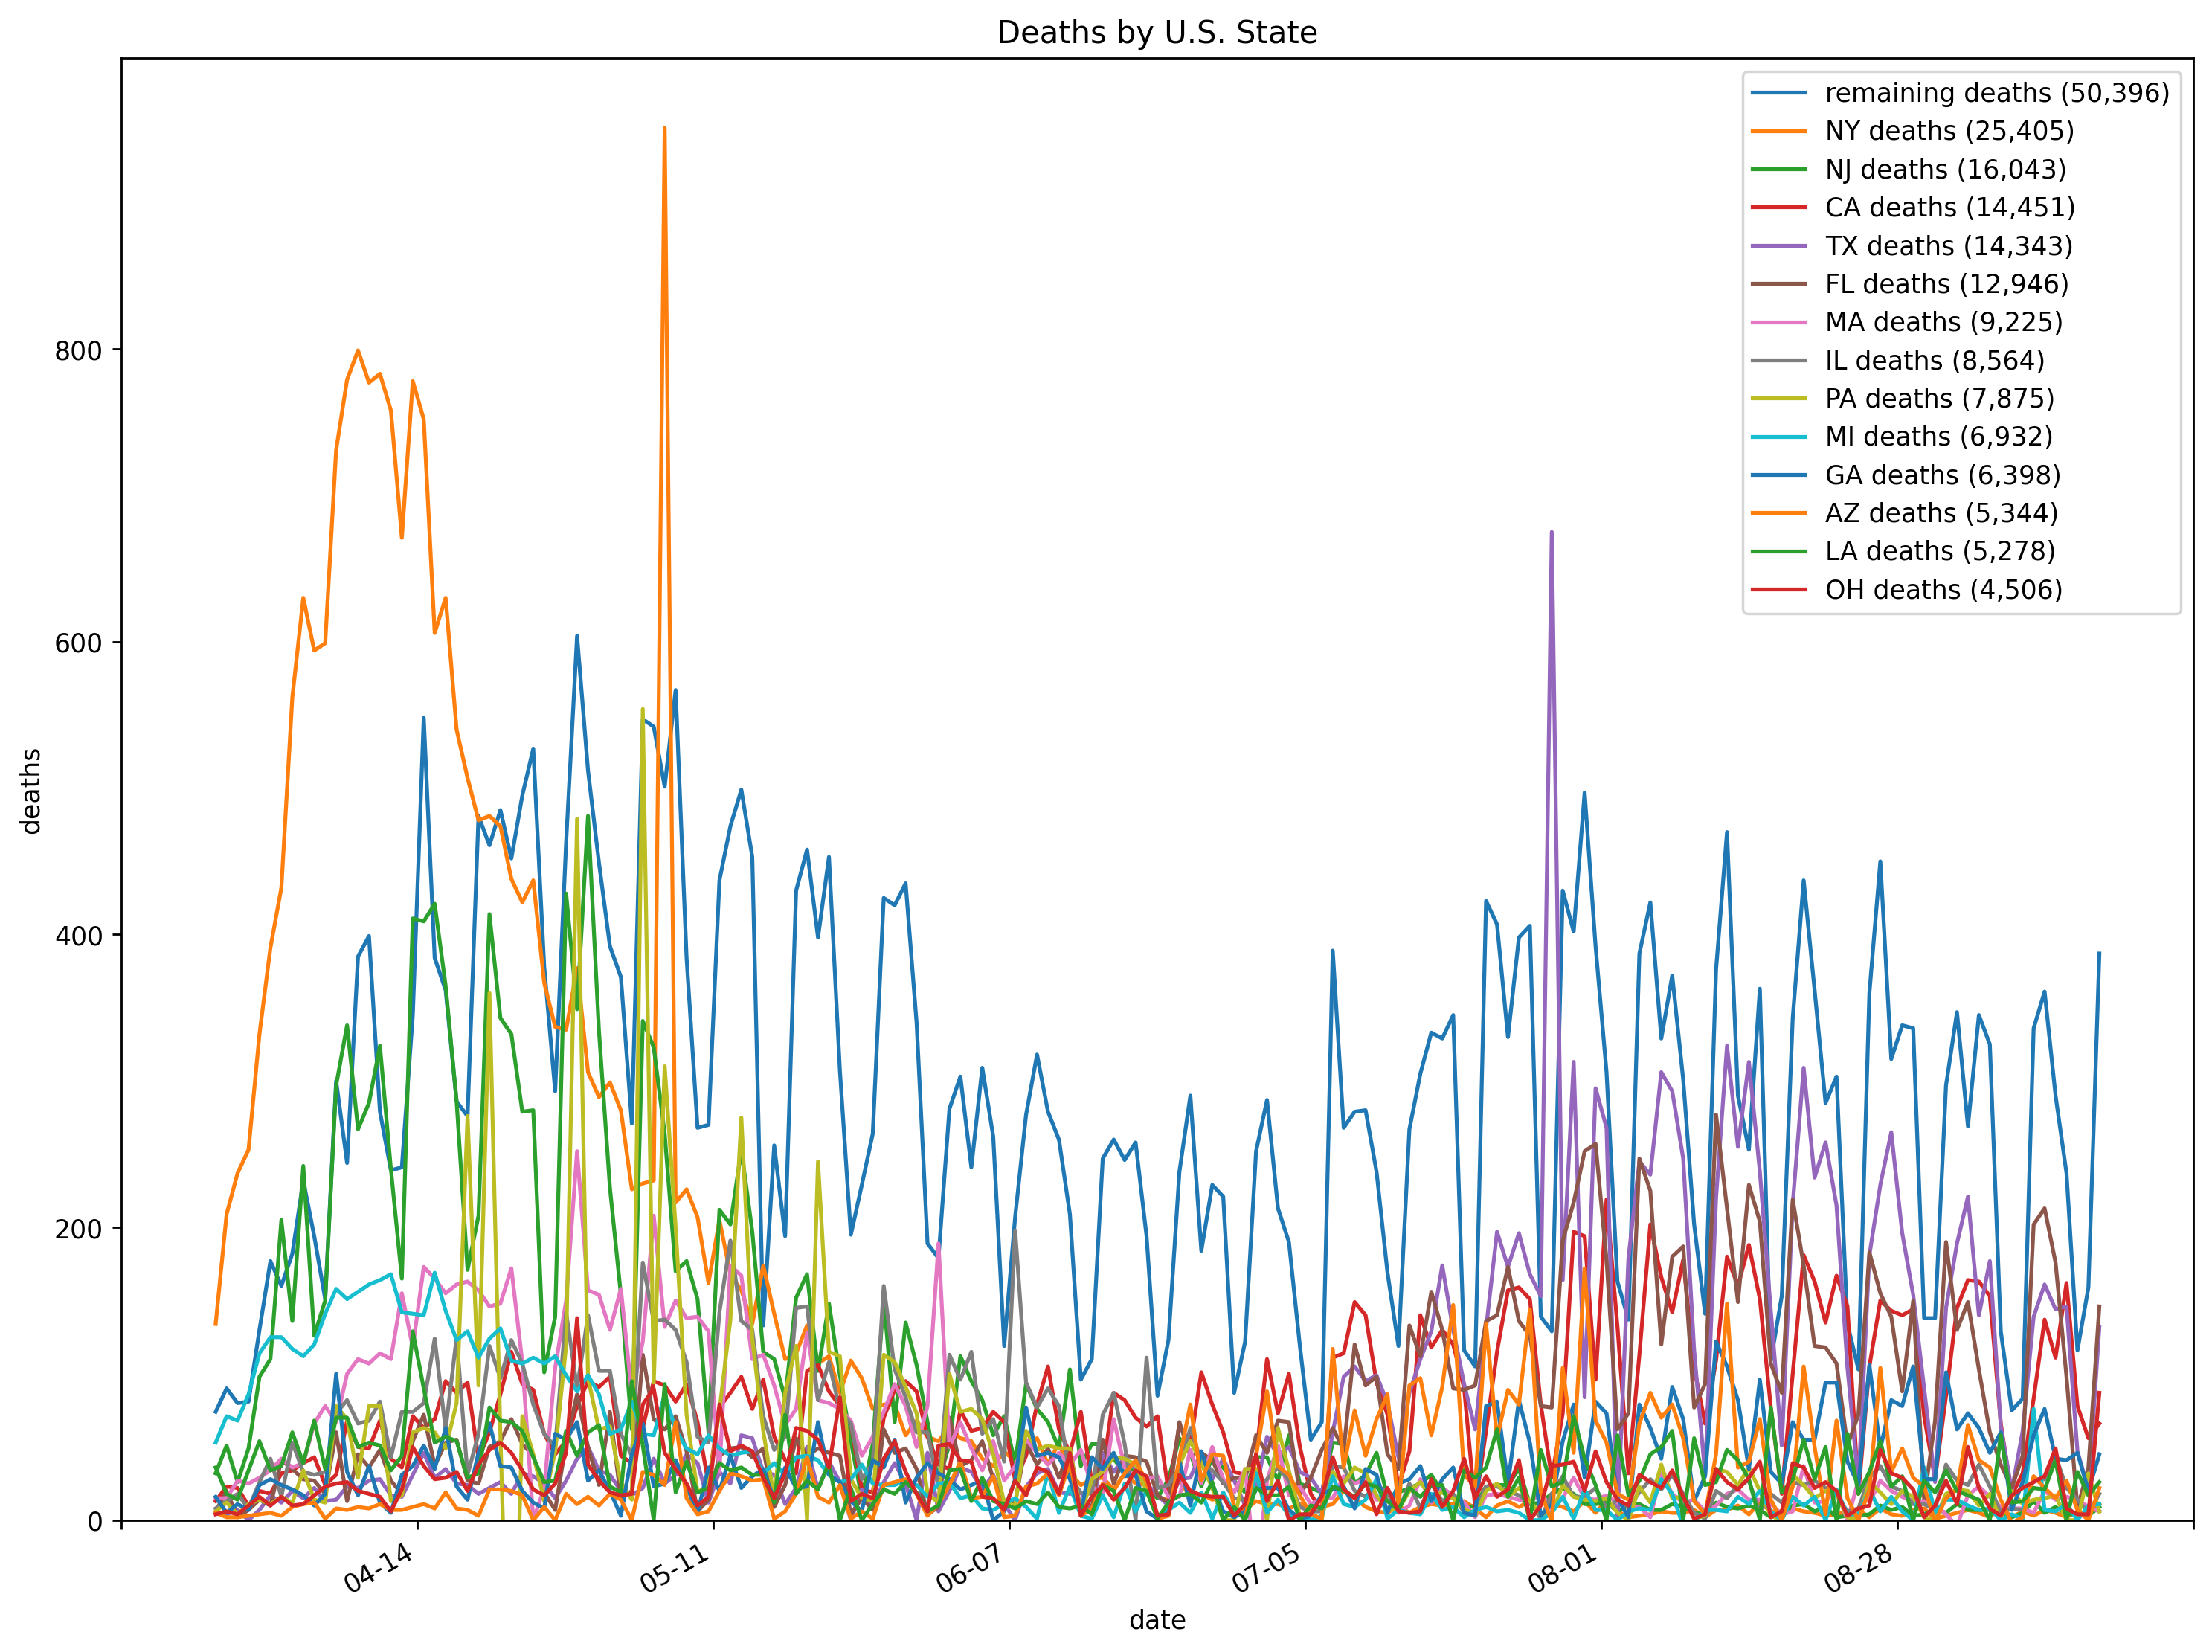 Deaths by U.S. State
remaining deaths (50,396)
NY deaths (25,405)
NJ deaths (16,043)
CA deaths (14,451)
TX deaths (14,343)
FL deaths (12,946)
MA deaths (9,225)
IL deaths (8,564)
PA deaths (7,875)
MI deaths (6,932)
GA deaths (6,398)
AZ deaths (5,344)
LA deaths (5,278)
OH deaths (4,506)
800
600
400
200
0
deaths
04-14
05-11
06-07
07-05
08-01
08-28
date